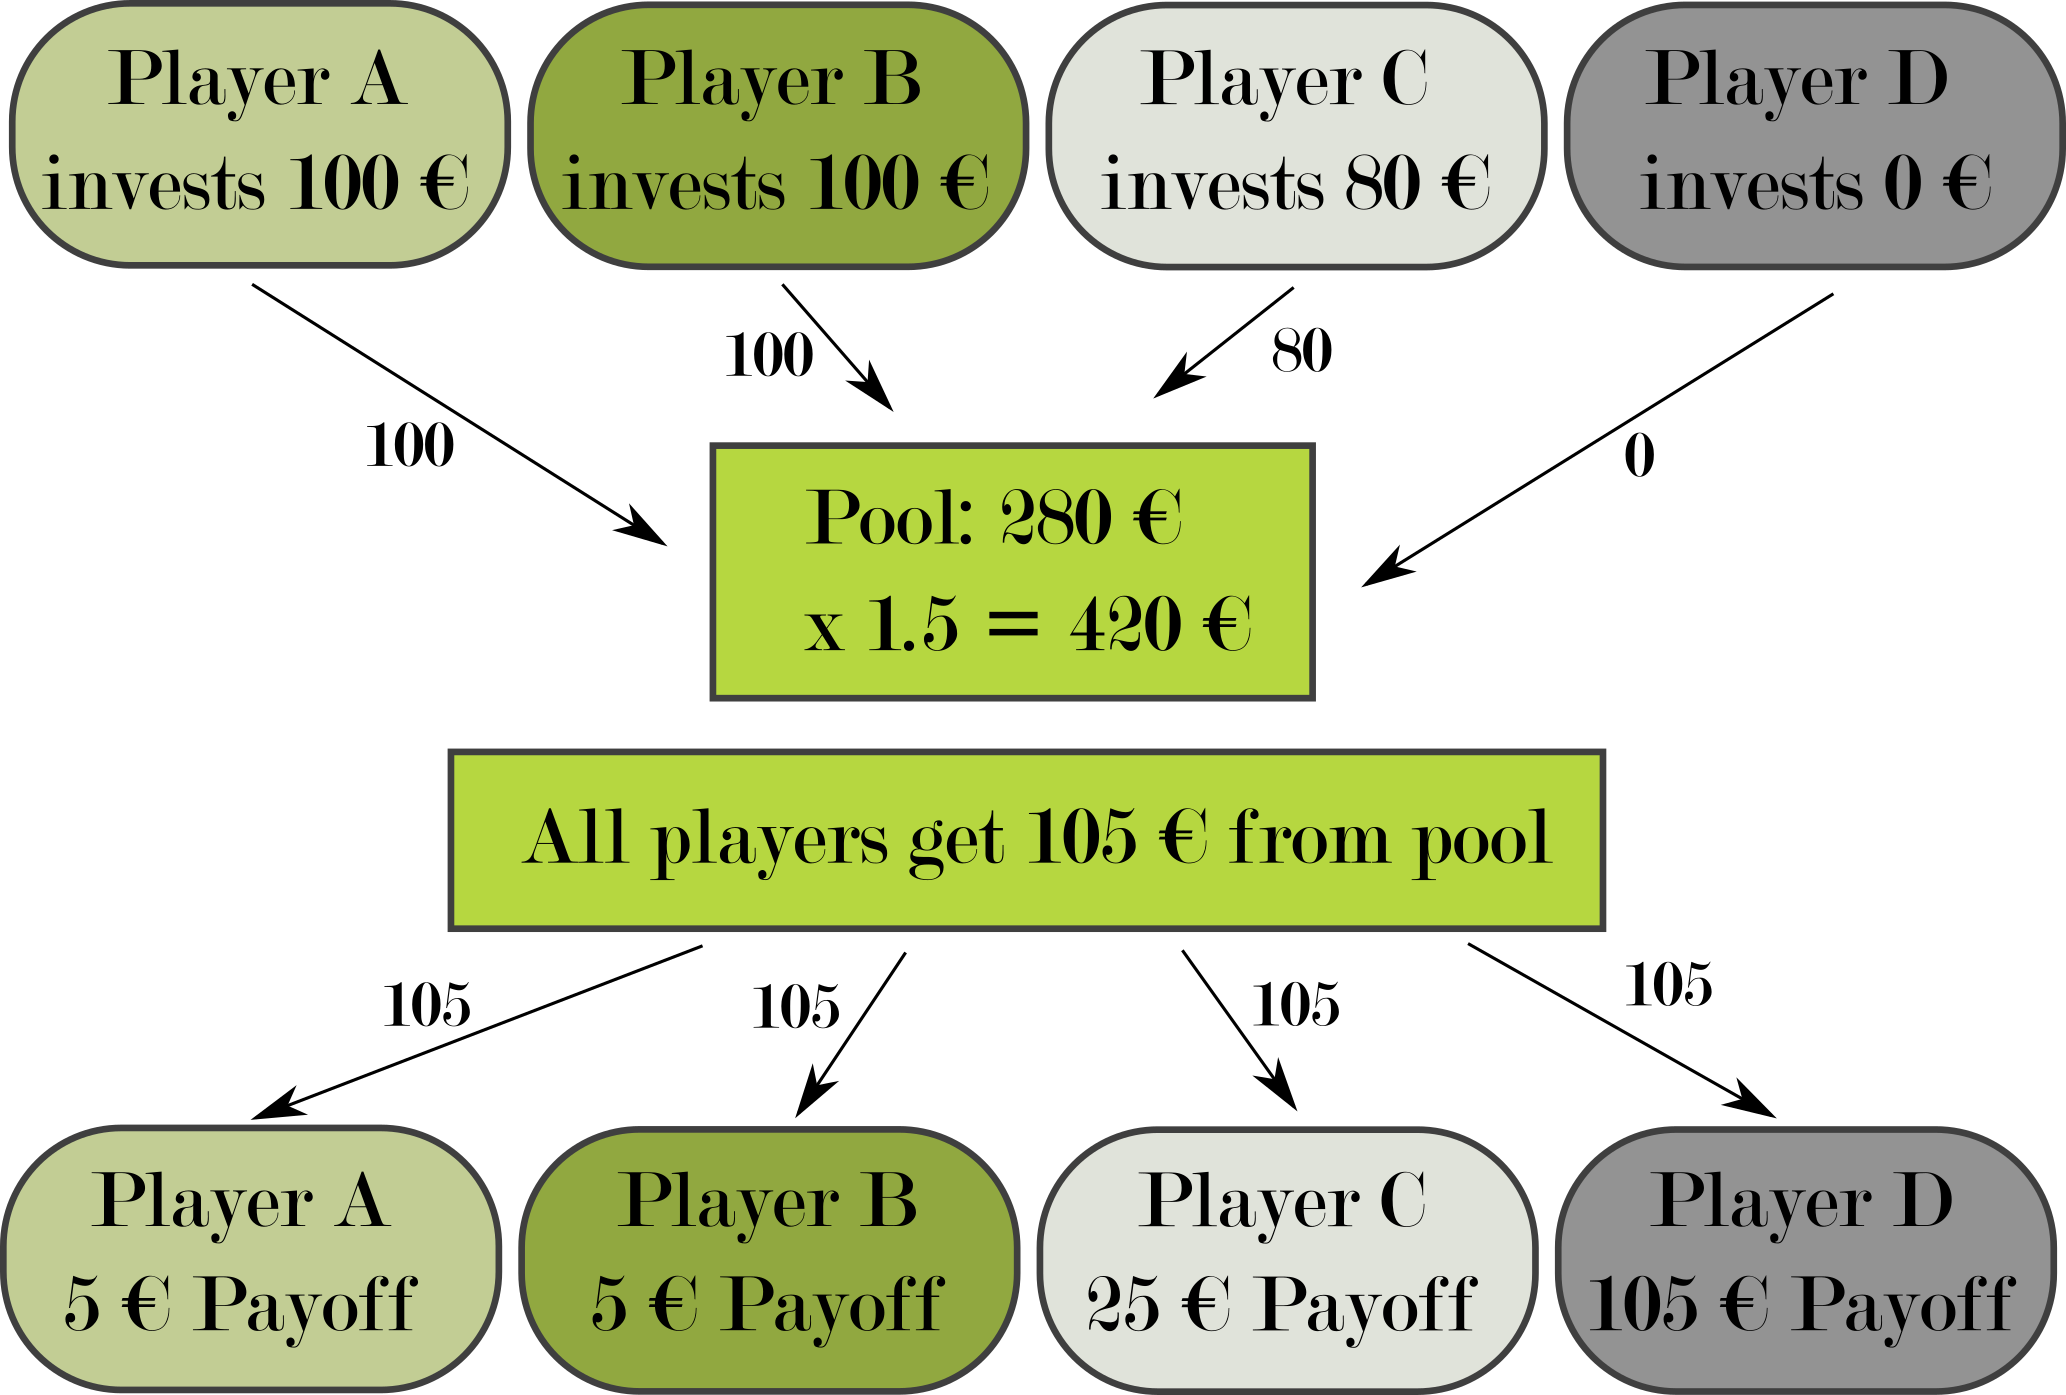 Player A
invests 100 €
Player B
invests 100 €
Player C
invests 80 €
Player D
invests 0 €
100
100
80
0
Pool: 280 €
x 1.5 = 420 €
All players get 105 € from pool
105
105
105
105
Player A
5 € Payoff
Player B
5 € Payoff
Player C
25 € Payoff
Player D
105 € Payoff